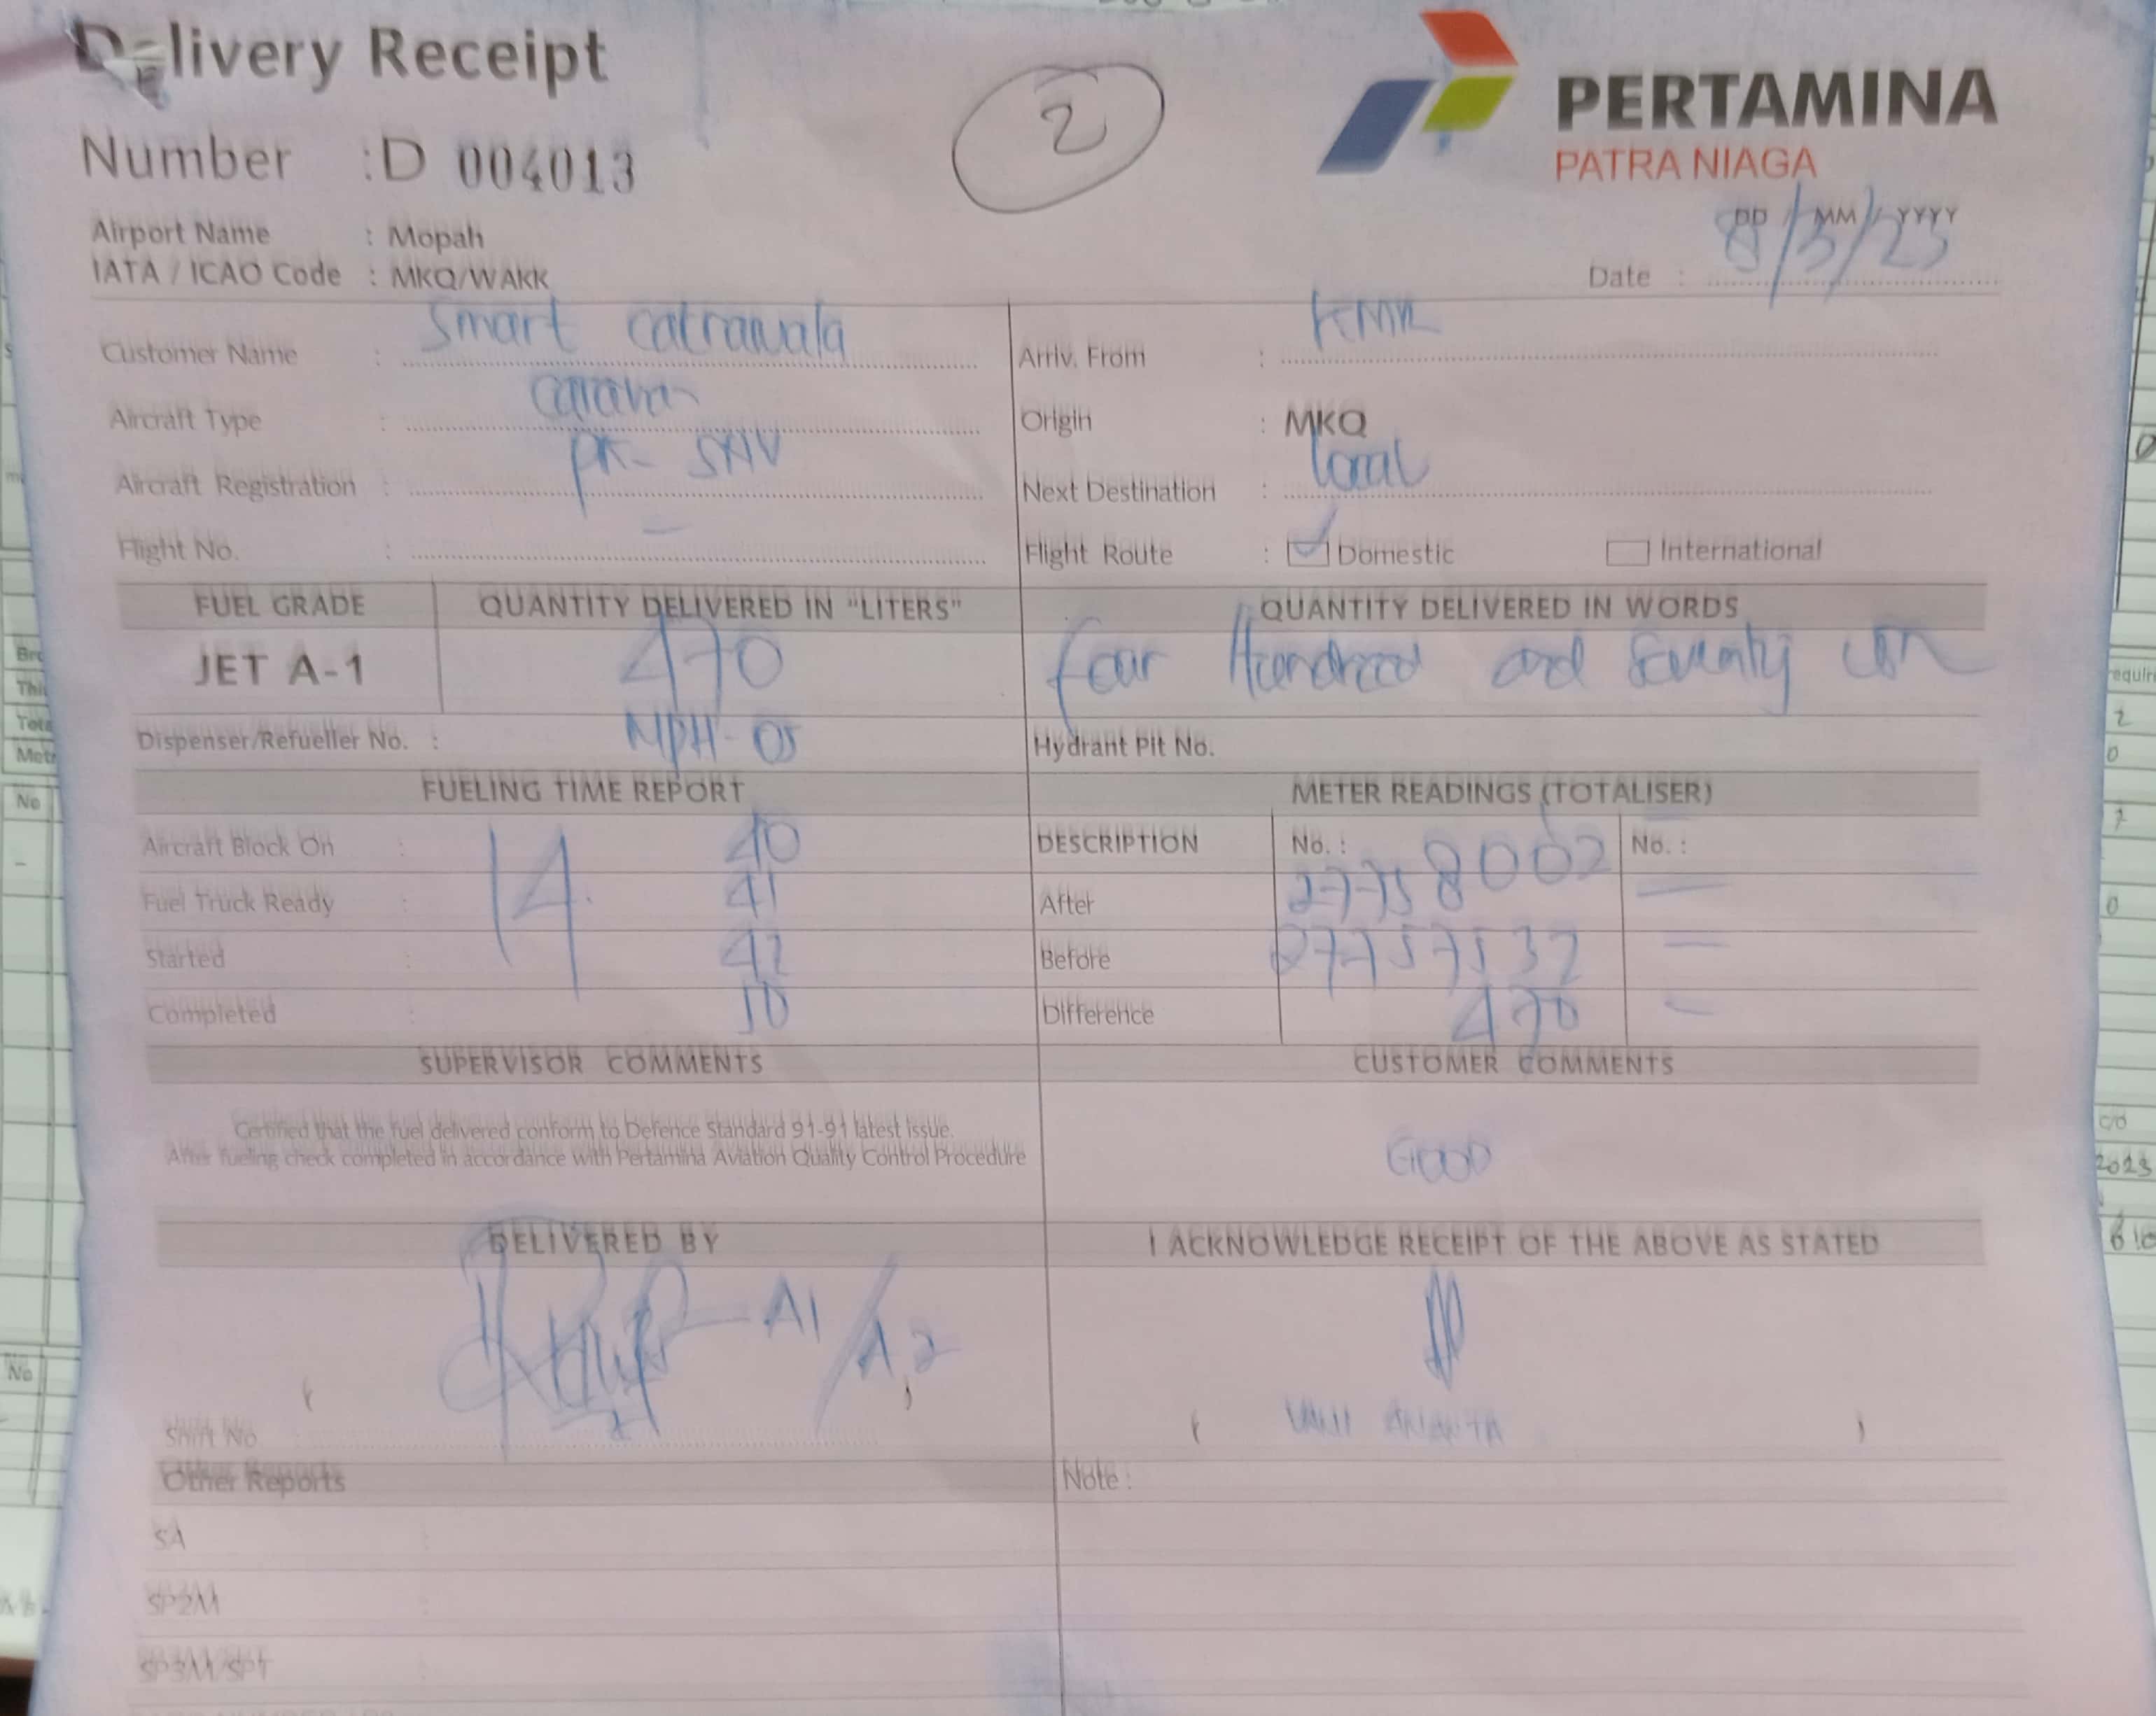 Delivery Receipt
2
PERTAMINA
PATRA NIAGA
Number : D 004013
Airport Name : Mopah
IATA / ICAO Code : MKQ/WAKK
DD / MM / YYYY
Date : 8/3/23
Customer Name : Smart Catrawala
Arriv. From :
Aircraft Type : Caravan
Origin : MKQ
Aircraft Registration : PK-
Next Destination : Local
Flight No. : -
Flight Route : Domestic International
FUEL GRADE QUANTITY DELIVERED IN "LITERS" QUANTITY DELIVERED IN WORDS
JET A-1 470 four Hundred and Seventy
Dispenser/Refueller No. : MPH-05 Hydrant Pit No.
FUELING TIME REPORT METER READINGS (TOTALISER)
Aircraft Block On : 14. 40 DESCRIPTION No. : No. :
Fuel Truck Ready : 41 After 27758002 —
Started : 42 Before 27757532 —
Completed : 50 Difference 470 —
SUPERVISOR COMMENTS CUSTOMER COMMENTS
Certified that the fuel delivered conform to Defence Standard 91-91 latest issue.
After fueling check completed in accordance with Pertamina Aviation Quality Control Procedure
GOOD
DELIVERED BY I ACKNOWLEDGE RECEIPT OF THE ABOVE AS STATED
A1 / A2
( )
( )
Shift No :
Other Reports Note :
SA :
SP2M :
SP3M/SPT :